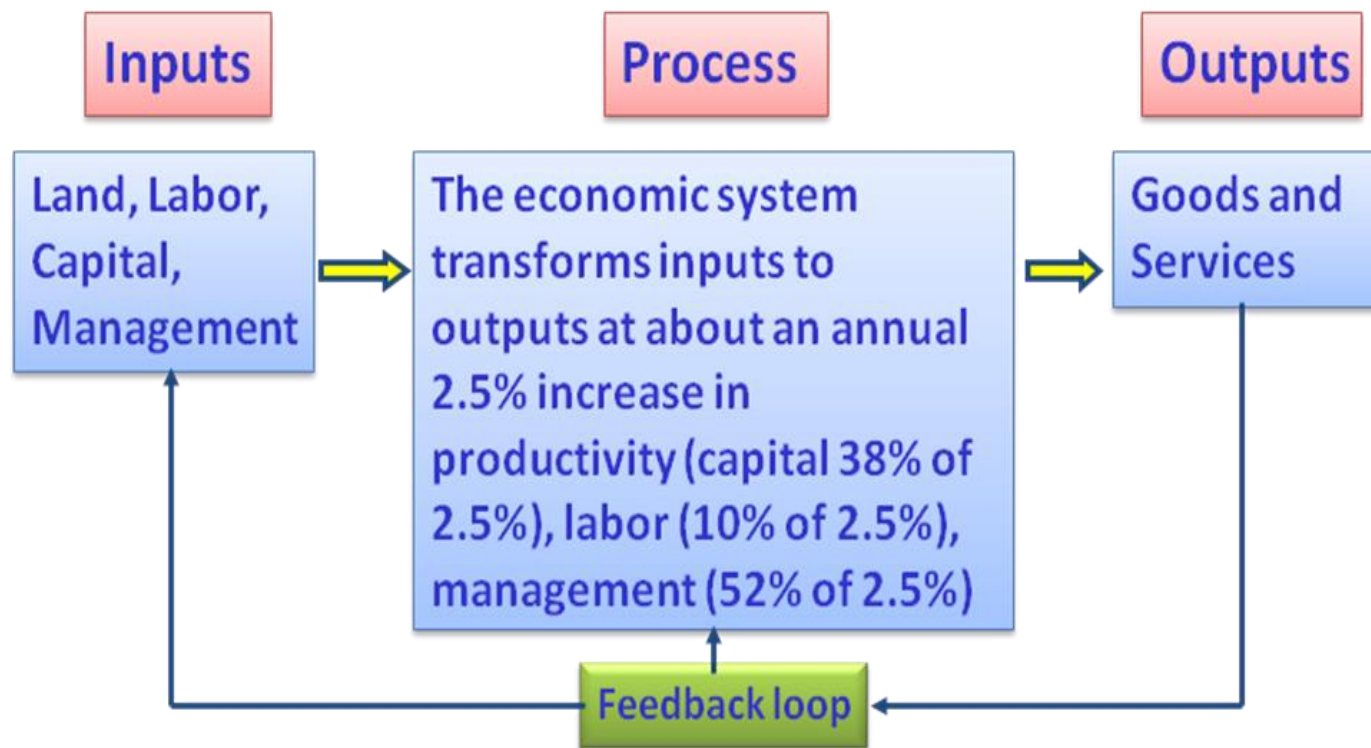 Inputs
Process
Outputs
Land, Labor,
Capital,
Management
The economic system
transforms inputs to
outputs at about an annual
2.5% increase in
productivity (capital 38% of
2.5%), labor (10% of 2.5%),
management (52% of 2.5%)
Goods and
Services
Feedback loop